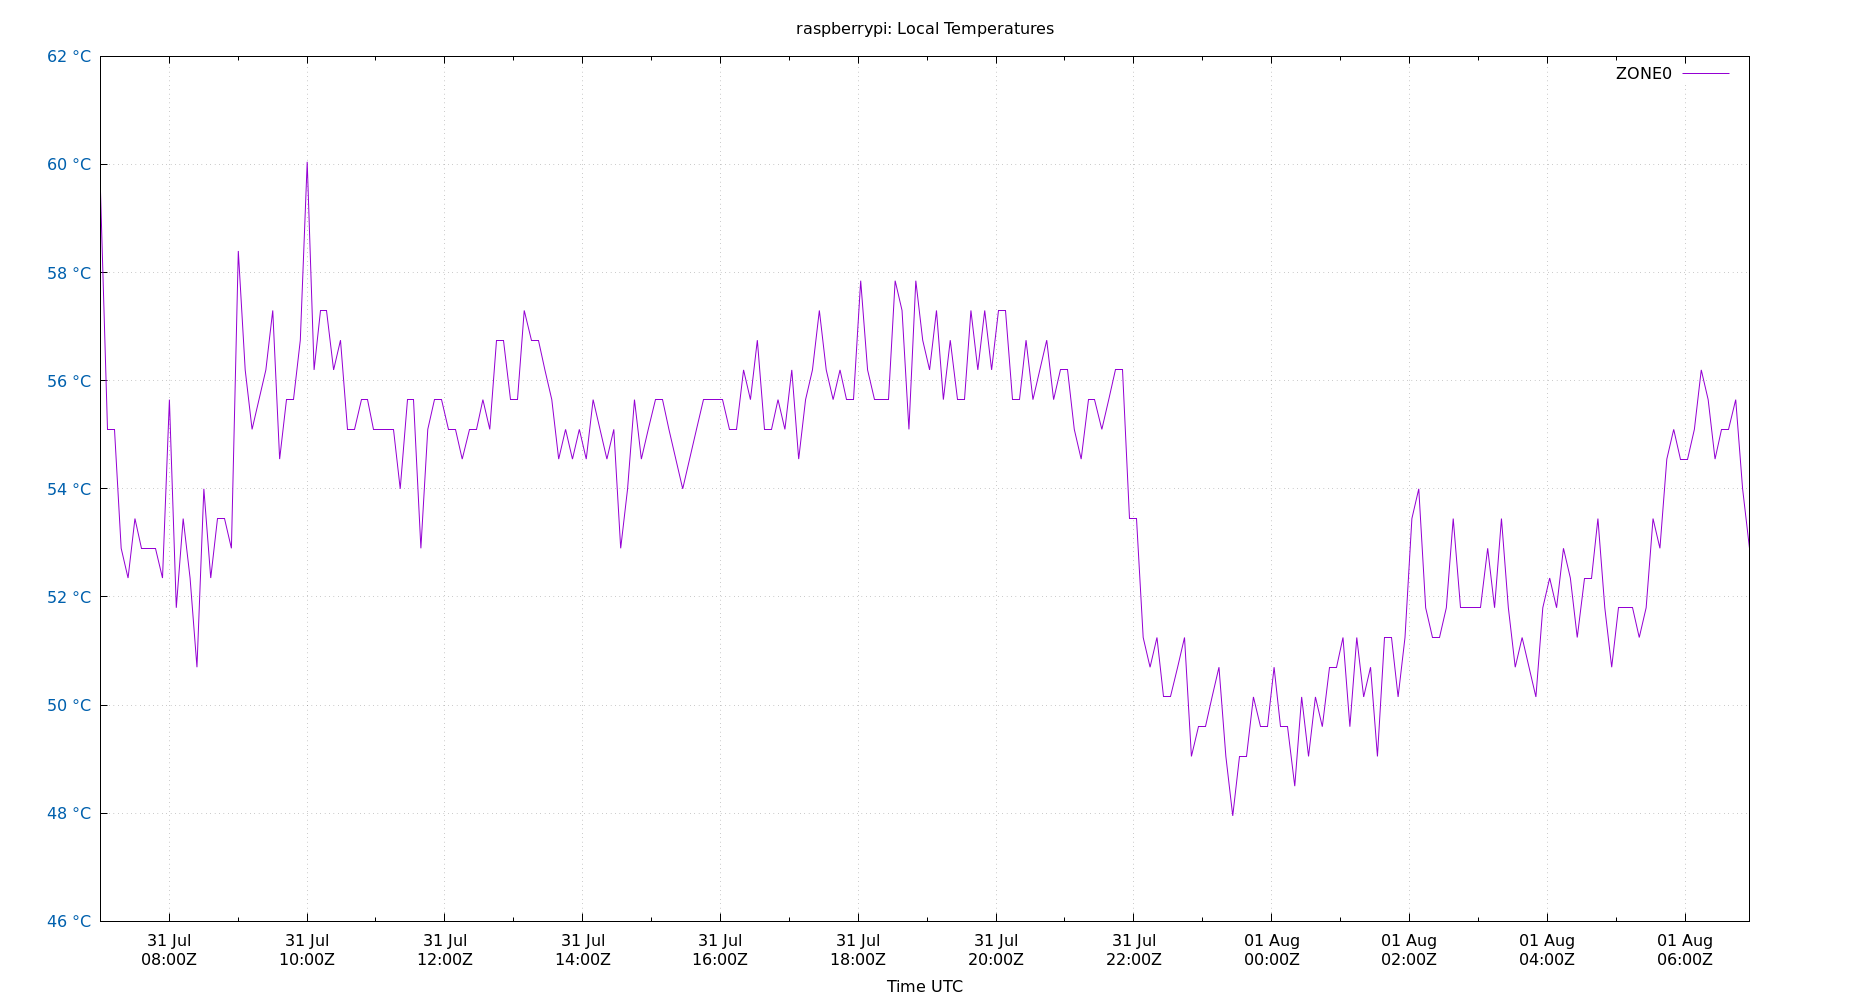 raspberrypi: Local Temperatures
62 °C
ZONE0
60 °C
58 °C
56 °C
54 °C
52 °C
50 °C
48 °C
46 °C
31 Jul 31 Jul 31 Jul 31 Jul 31 Jul 31 Jul 31 Jul 31 Jul 01 Aug 01 Aug 01 Aug 01 Aug
08:00Z 10:00Z 12:00Z 14:00Z 16:00Z 18:00Z 20:00Z 22:00Z 00:00Z 02:00Z 04:00Z 06:00Z
Time UTC